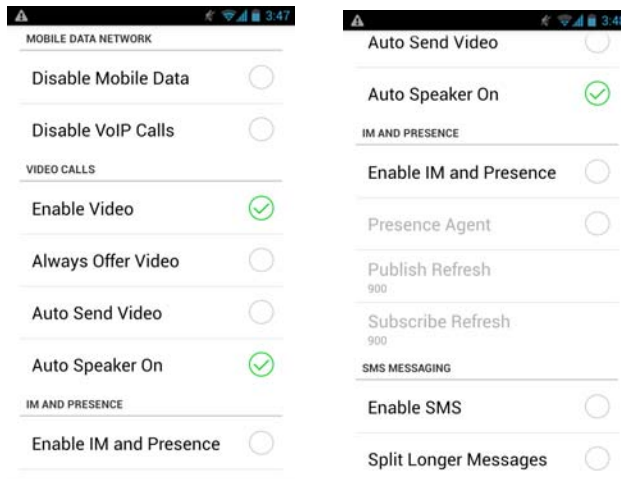 3:47
MOBILE DATA NETWORK
Disable Mobile Data
Disable VoIP Calls
VIDEO CALLS
Enable Video
Always Offer Video
Auto Send Video
Auto Speaker On
IM AND PRESENCE
Enable IM and Presence
3:48
Auto Send Video
Auto Speaker On
IM AND PRESENCE
Enable IM and Presence
Presence Agent
Publish Refresh
900
Subscribe Refresh
900
SMS MESSAGING
Enable SMS
Split Longer Messages